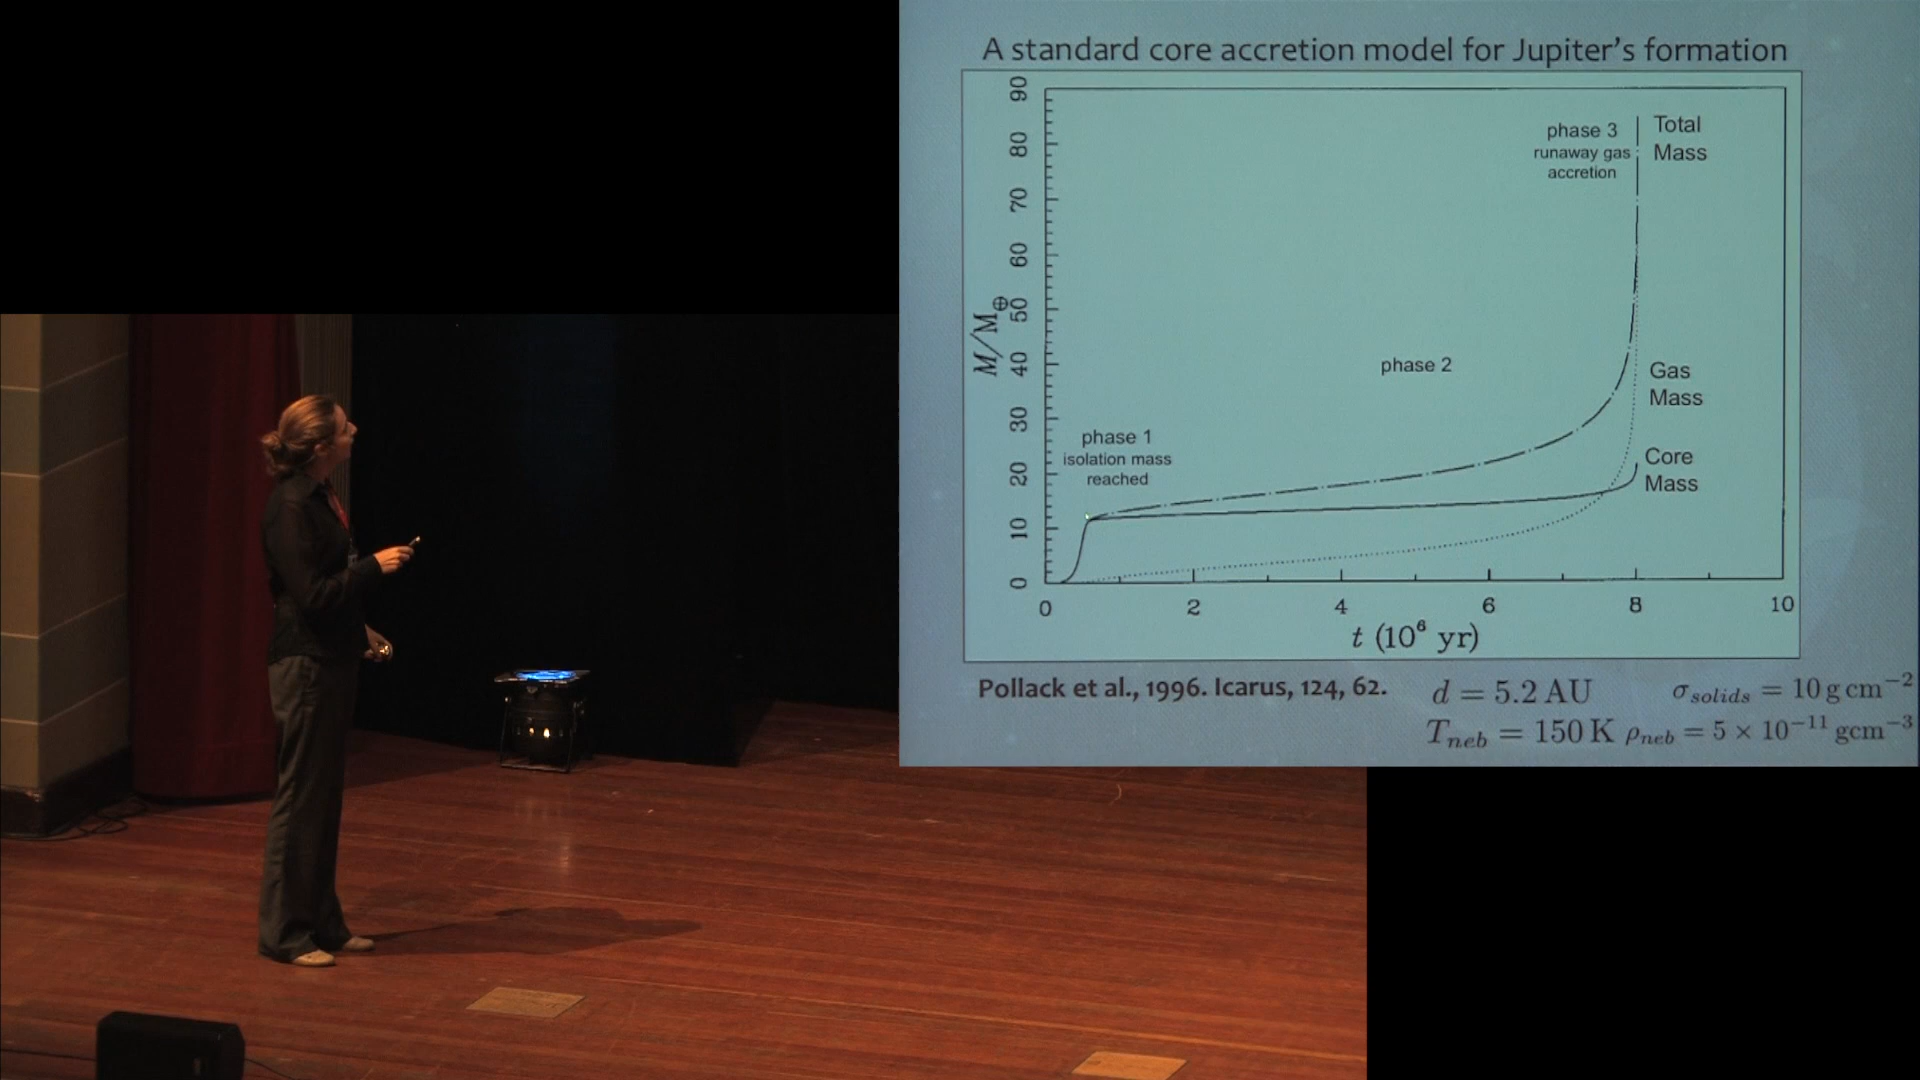 A standard core accretion model for Jupiter's formation
90
80
70
60
50
40
30
20
10
0
M/M⊕
phase 3
runaway gas
accretion
Total
Mass
phase 2
Gas
Mass
phase 1
isolation mass
reached
Core
Mass
0 2 4 6 8 10
t (10⁶ yr)
Pollack et al., 1996. Icarus, 124, 62.
d = 5.2 AU σsolids = 10 g cm⁻²
Tneb = 150 K ρneb = 5 × 10⁻¹¹ gcm⁻³